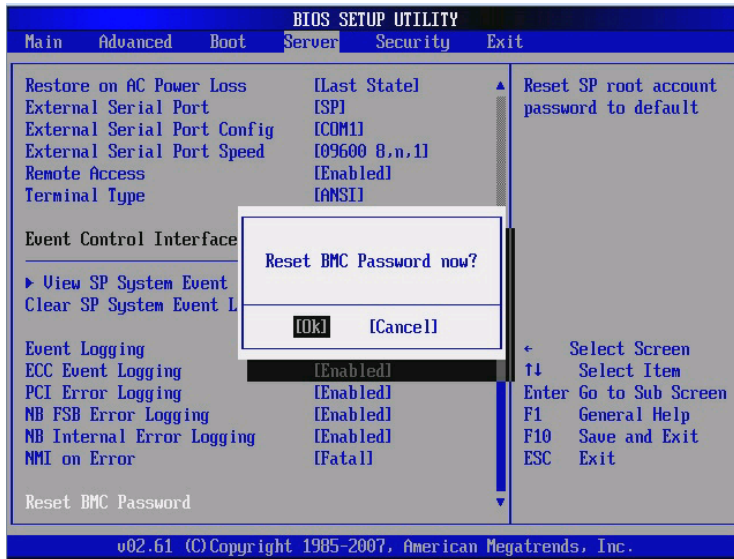 BIOS SETUP UTILITY
Main Advanced Boot Server Security Exit
Restore on AC Power Loss [Last State]
External Serial Port [SP]
External Serial Port Config [COM1]
External Serial Port Speed [09600 8,n,1]
Remote Access [Enabled]
Terminal Type [ANSI]
Event Control Interface
View SP System Event
Clear SP System Event L
Event Logging
ECC Event Logging [Enabled]
PCI Error Logging [Enabled]
NB FSB Error Logging [Enabled]
NB Internal Error Logging [Enabled]
NMI on Error [Fatal]
Reset BMC Password
Reset BMC Password now?
[Ok] [Cancel]
Reset SP root account
password to default
← Select Screen
↑↓ Select Item
Enter Go to Sub Screen
F1 General Help
F10 Save and Exit
ESC Exit
v02.61 (C)Copyright 1985-2007, American Megatrends, Inc.